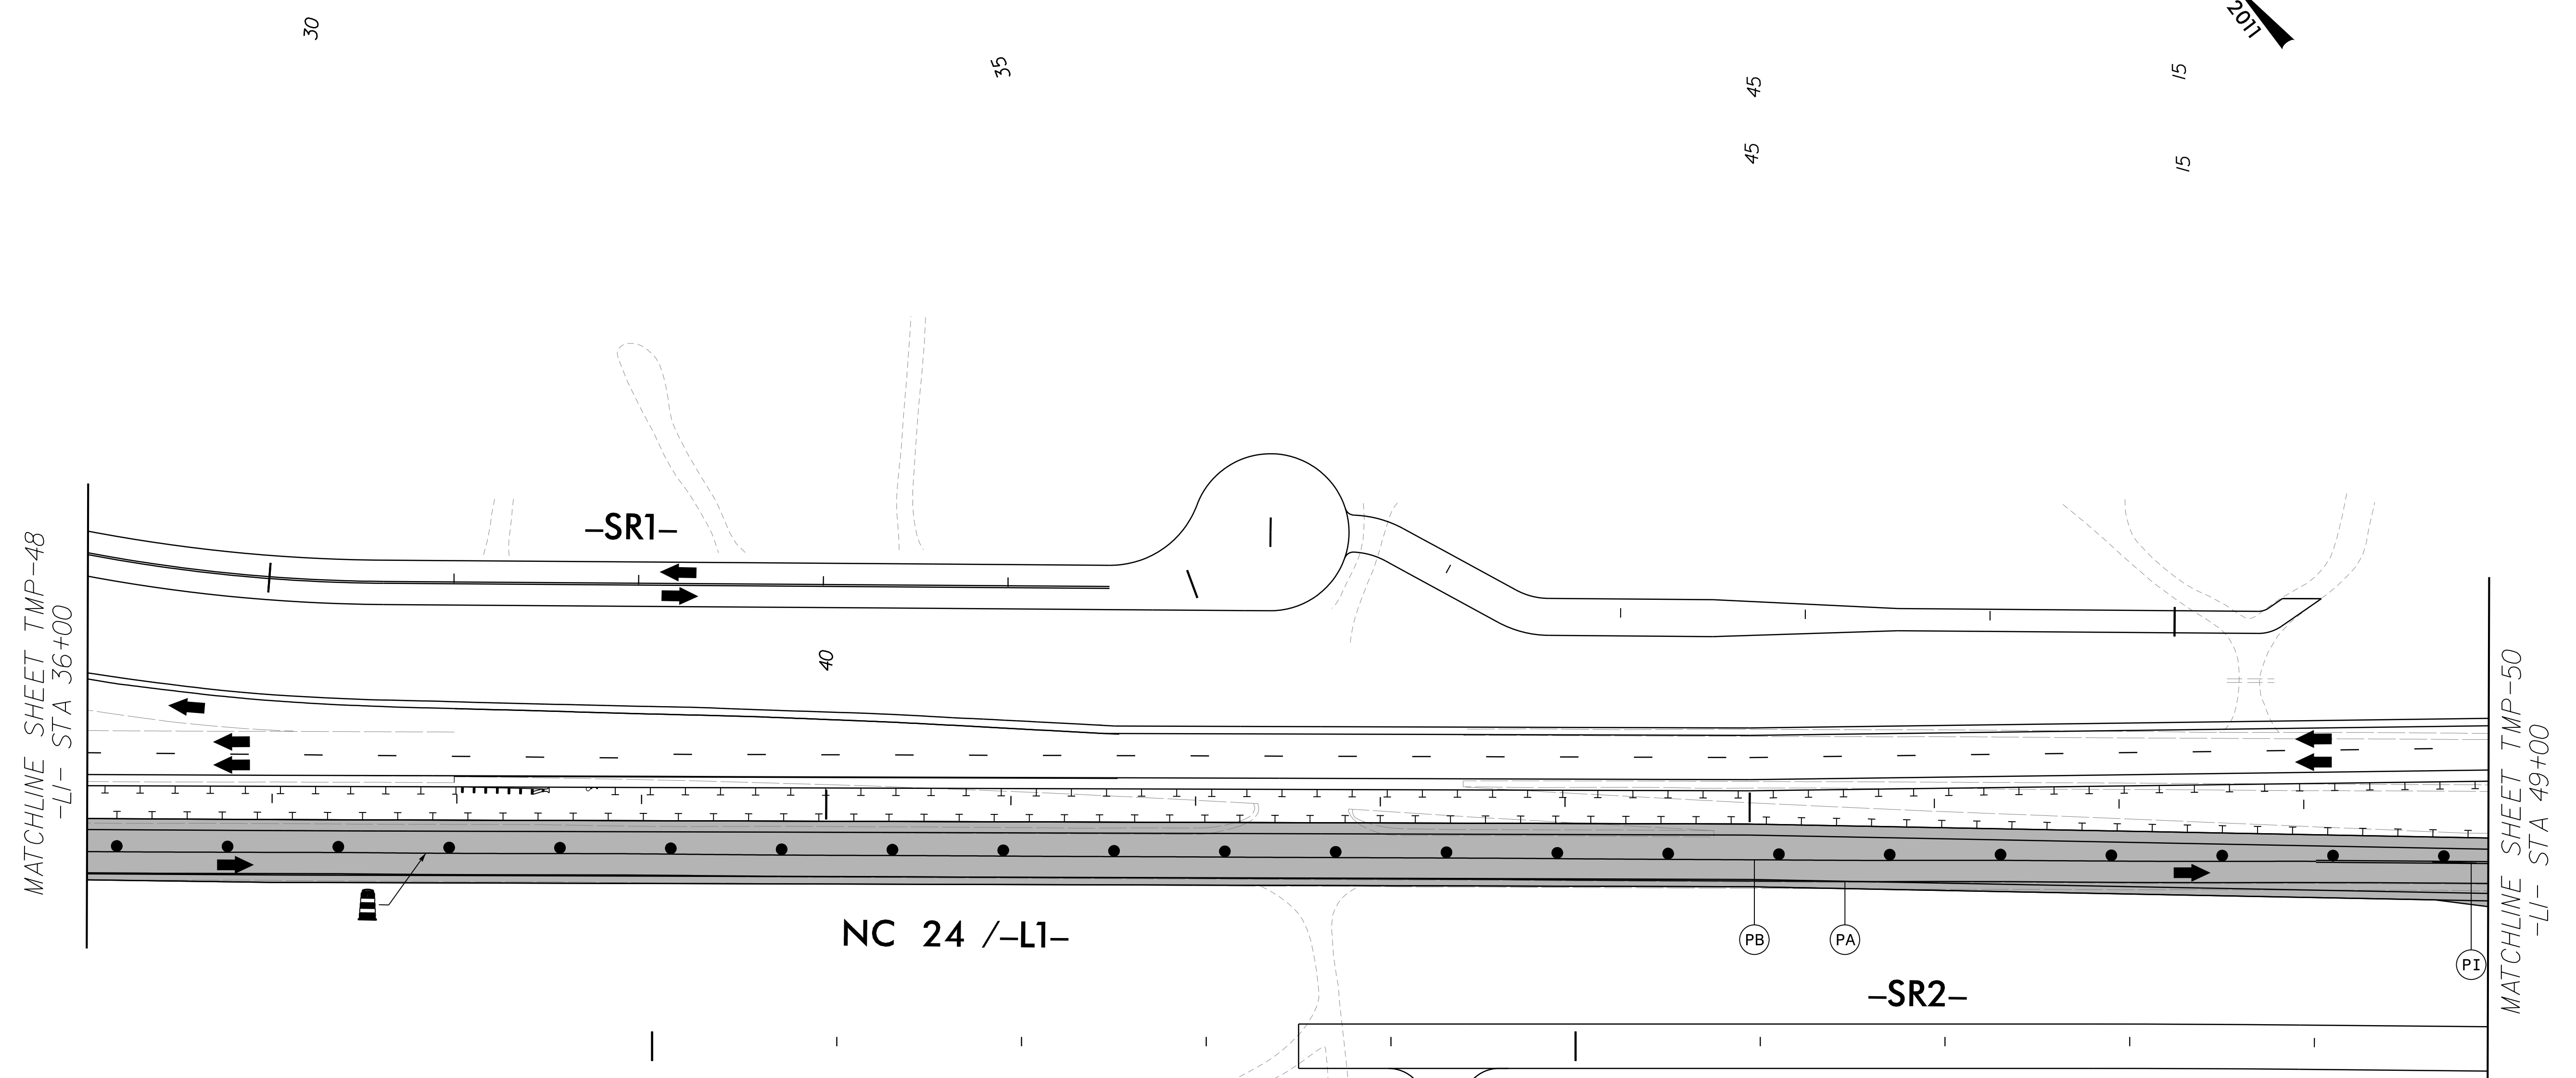 30
35
45
15
2011
45
15
MATCHLINE SHEET TMP-48
-L1- STA 36+00
-SR1-
40
MATCHLINE SHEET TMP-50
-L1- STA 49+00
NC 24 /-L1-
PB
PA
PI
-SR2-